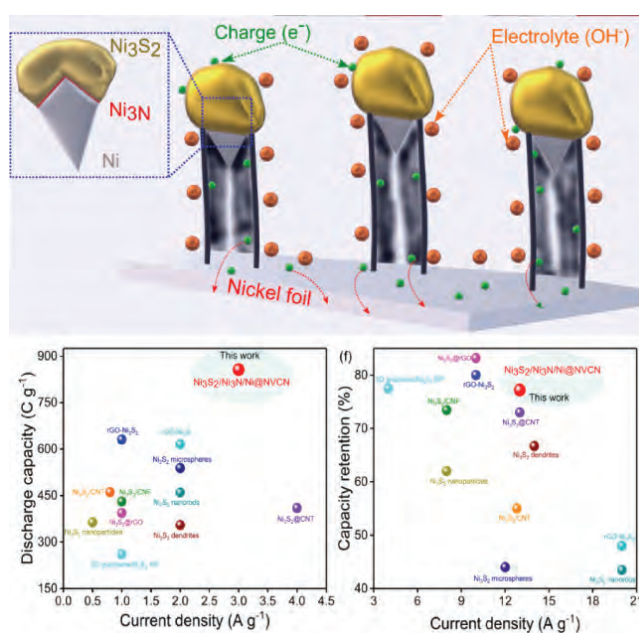 Ni3S2
Ni3N
Ni
Charge (e-)
Electrolyte (OH-)
Nickel foil
900
750
600
450
300
150
Discharge capacity (C g-1)
This work
Ni3S2/Ni3N/Ni@NVCN
rGO-Ni3S2
Ni3S2 microspheres
Ni3S2/CNT
Ni3S2/CNF
Ni3S2 nanorods
Ni3S2 nanoparticles
Ni3S2@rGO
Ni3S2 dendrites
Ni3S2@CNT
0.0 0.5 1.0 1.5 2.0 2.5 3.0 3.5 4.0 4.5
Current density (A g-1)
(f)
80
70
60
50
40
Capacity retention (%)
Ni3S2@rGO
rGO-Ni3S2
Ni3S2/Ni3N/Ni@NVCN
This work
Ni3S2/CNF
Ni3S2@CNT
Ni3S2 dendrites
Ni3S2 nanoparticles
Ni3S2/CNT
Ni3S2 microspheres
Ni3S2 nanorods
3 6 9 12 15 18 21
Current density (A g-1)